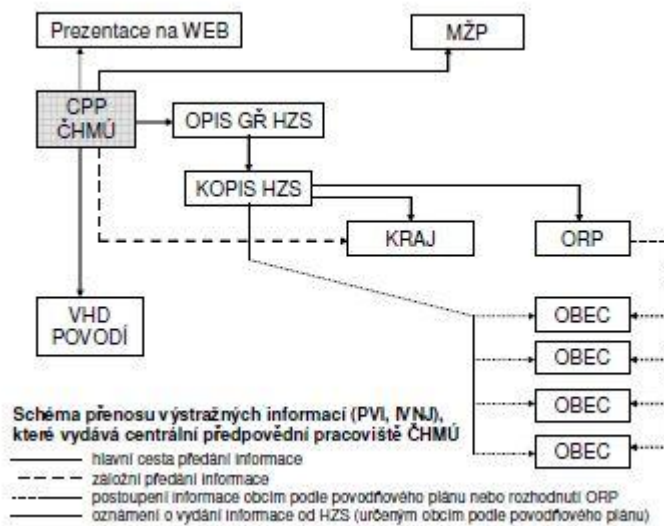 Prezentace na WEB
MŽP
CPP
ČHMÚ
OPIS GŘ HZS
KOPIS HZS
KRAJ
ORP
VHD
POVODÍ
OBEC
OBEC
OBEC
OBEC
Schéma přenosu výstražných informací (PVI, IVNJ),
které vydává centrální předpovědní pracoviště ČHMÚ
hlavní cesta předání informace
záložní předání informace
postoupení informace obcím podle povodňového plánu nebo rozhodnutí ORP
oznámení o vydání informace od HZS (určeným obcím podle povodňového plánu)